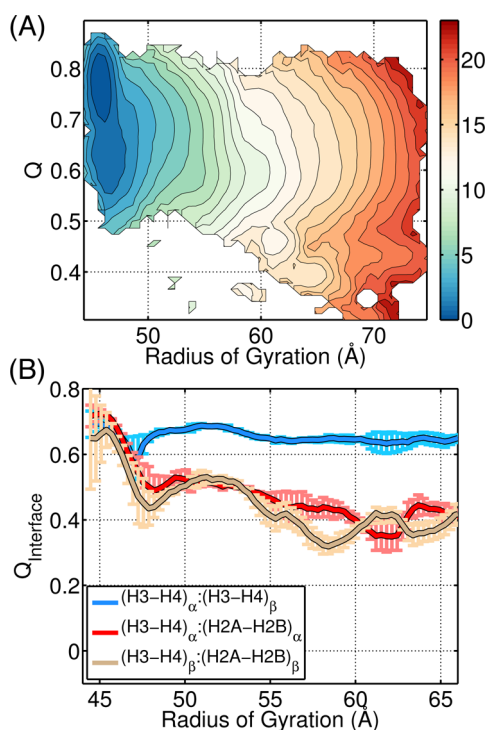 (A)
0.8
0.7
0.6
0.5
0.4
Q
50
60
70
Radius of Gyration (Å)
20
15
10
5
0
(B)
0.8
0.6
0.4
0.2
0
Q Interface
(H3−H4)α:(H3−H4)β
(H3−H4)α:(H2A−H2B)α
(H3−H4)β:(H2A−H2B)β
45
50
55
60
65
Radius of Gyration (Å)